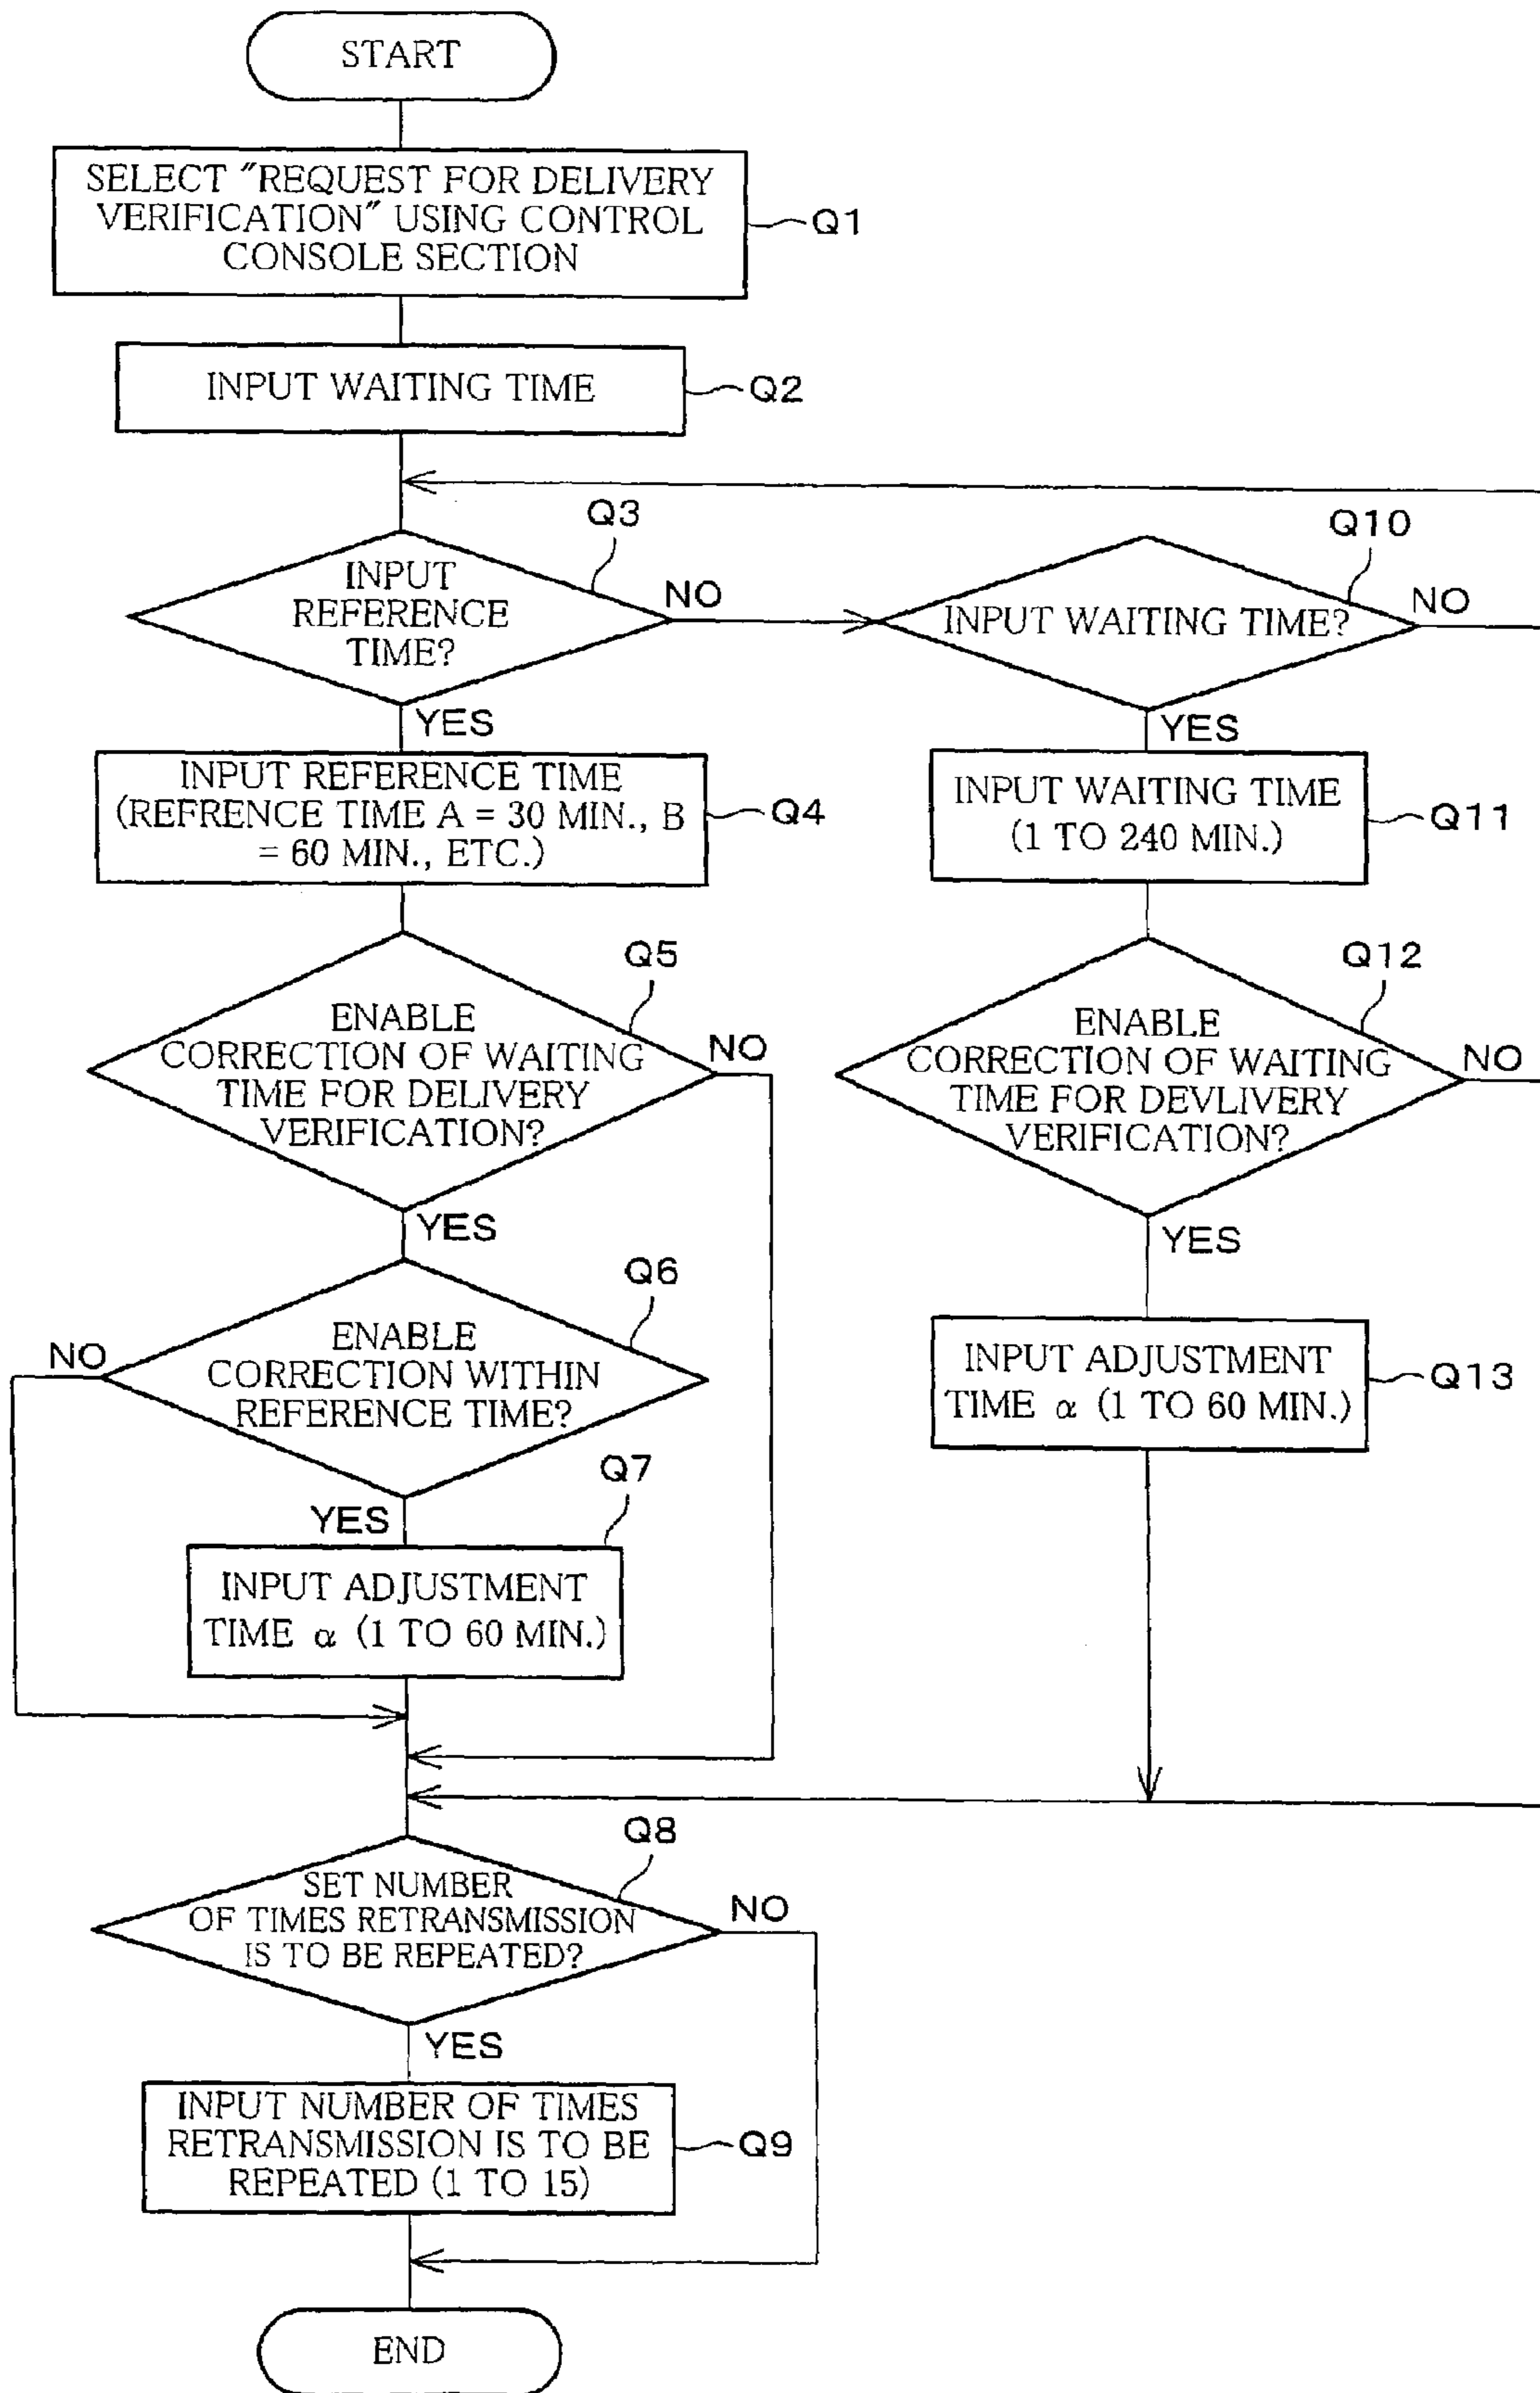 START
SELECT "REQUEST FOR DELIVERY
VERIFICATION" USING CONTROL
CONSOLE SECTION
Q1
INPUT WAITING TIME
Q2
Q3
INPUT
REFERENCE
TIME?
NO
YES
Q10
INPUT WAITING TIME?
NO
YES
INPUT REFERENCE TIME
(REFRENCE TIME A = 30 MIN., B
= 60 MIN., ETC.)
Q4
INPUT WAITING TIME
(1 TO 240 MIN.)
Q11
Q5
ENABLE
CORRECTION OF WAITING
TIME FOR DELIVERY
VERIFICATION?
NO
YES
Q12
ENABLE
CORRECTION OF WAITING
TIME FOR DEVLIVERY
VERIFICATION?
NO
YES
Q6
ENABLE
CORRECTION WITHIN
REFERENCE TIME?
NO
YES
INPUT ADJUSTMENT
TIME α (1 TO 60 MIN.)
Q13
Q7
INPUT ADJUSTMENT
TIME α (1 TO 60 MIN.)
Q8
SET NUMBER
OF TIMES RETRANSMISSION
IS TO BE REPEATED?
NO
YES
INPUT NUMBER OF TIMES
RETRANSMISSION IS TO BE
REPEATED (1 TO 15)
Q9
END